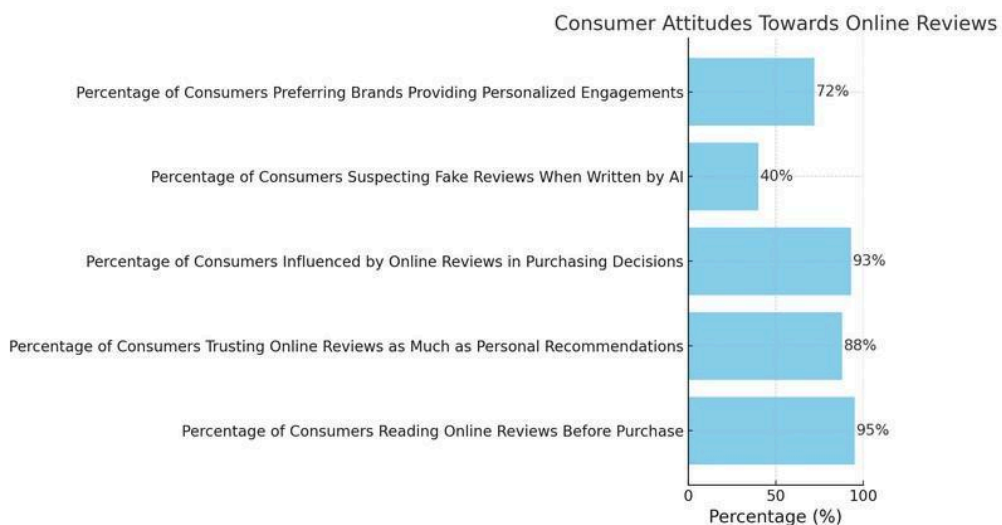 Consumer Attitudes Towards Online Reviews
Percentage of Consumers Preferring Brands Providing Personalized Engagements
72%
Percentage of Consumers Suspecting Fake Reviews When Written by AI
40%
Percentage of Consumers Influenced by Online Reviews in Purchasing Decisions
93%
Percentage of Consumers Trusting Online Reviews as Much as Personal Recommendations
88%
Percentage of Consumers Reading Online Reviews Before Purchase
95%
0
50
100
Percentage (%)